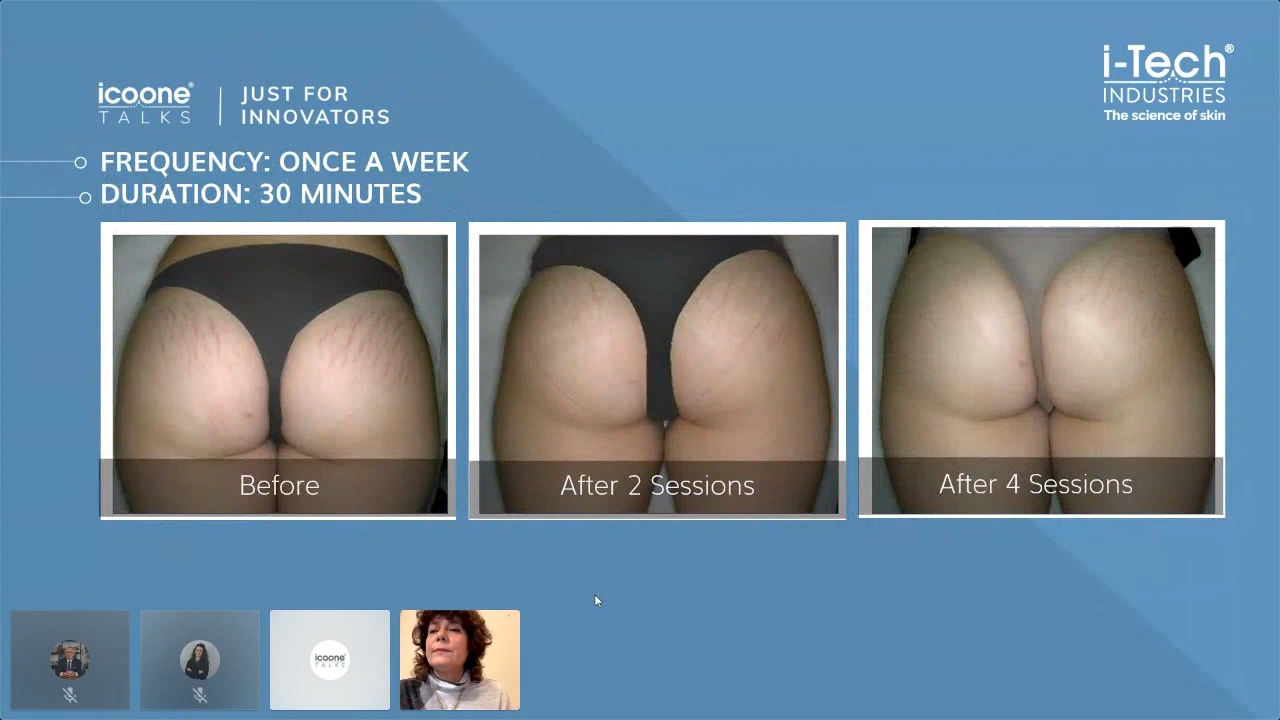 icoone®
TALKS
JUST FOR
INNOVATORS
i-Tech®
INDUSTRIES
The science of skin
FREQUENCY: ONCE A WEEK
DURATION: 30 MINUTES
Before
After 2 Sessions
After 4 Sessions
icoone
TALKS